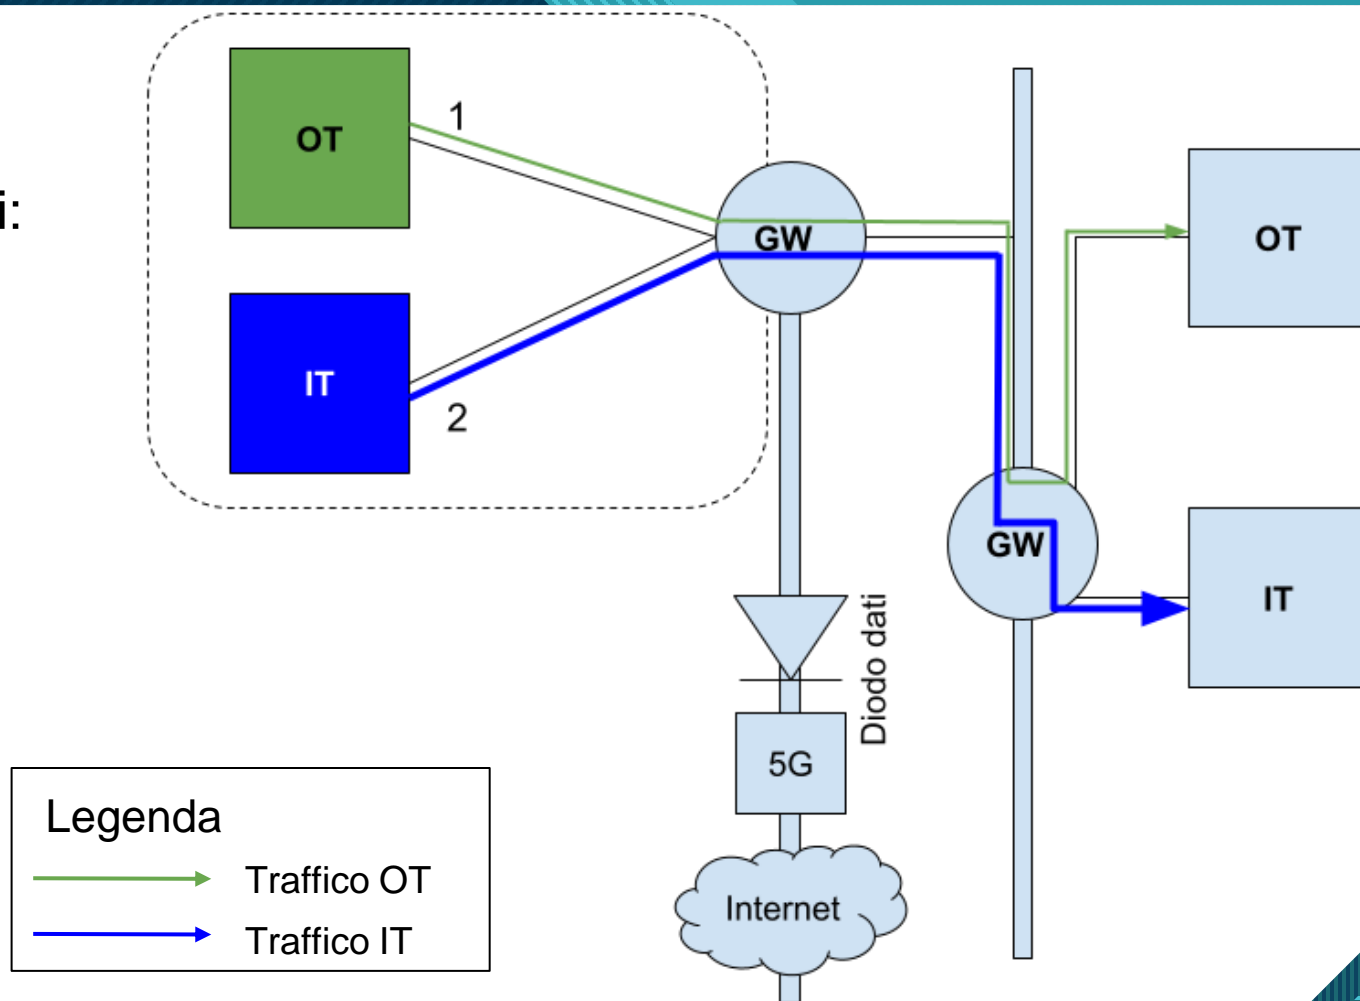 i:
OT
1
GW
OT
IT
2
GW
IT
Diodo dati
5G
Internet
Legenda
Traffico OT
Traffico IT